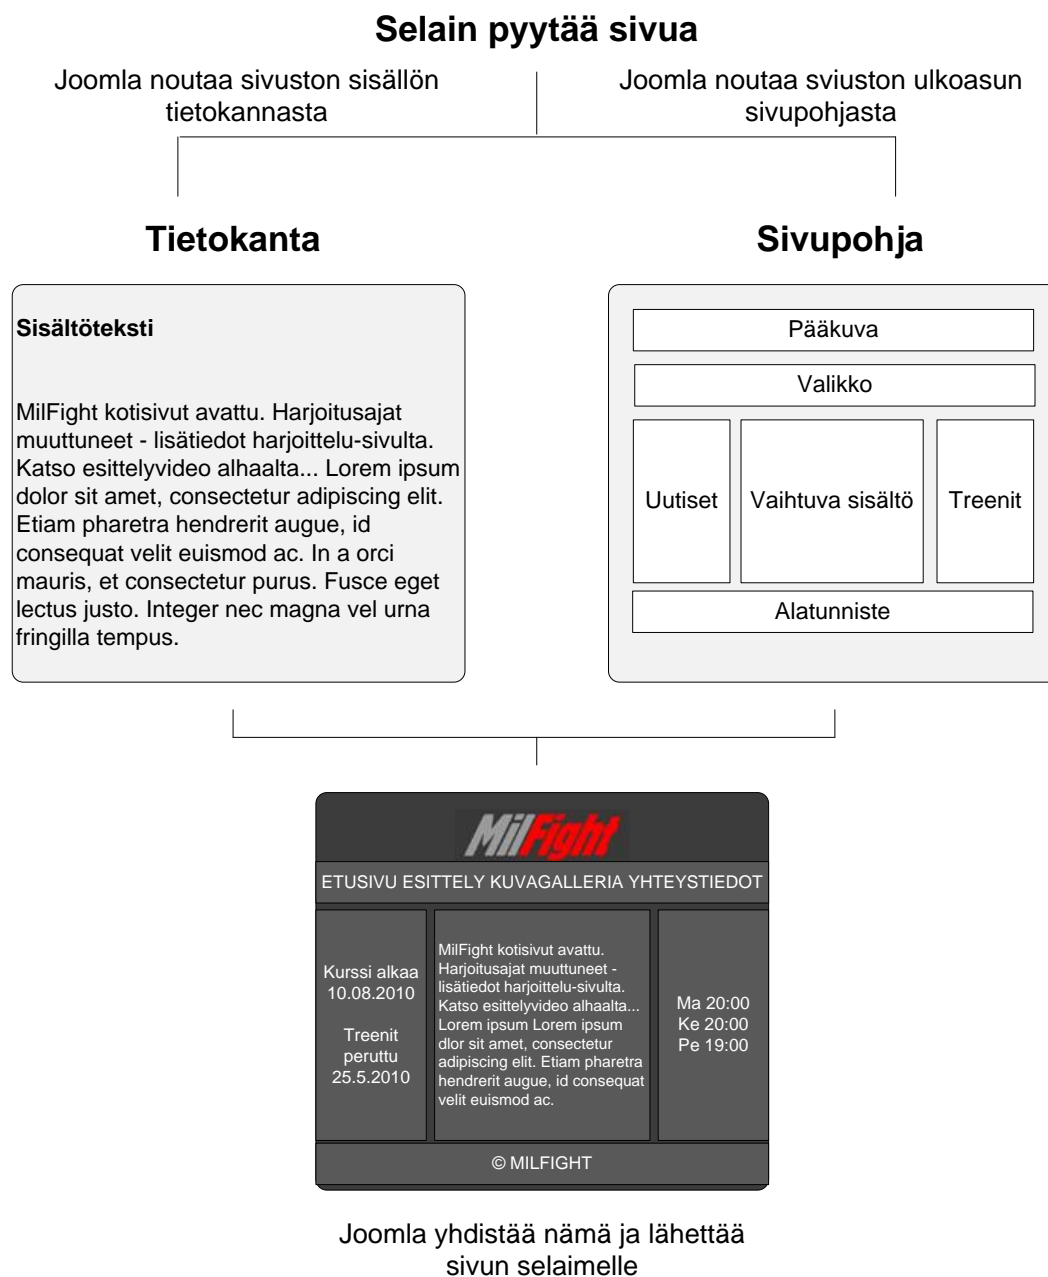 Selain pyytää sivua
Joomla noutaa sivuston sisällön
tietokannasta
Joomla noutaa sviuston ulkoasun
sivupohjasta
Tietokanta
Sisältöteksti
MilFight kotisivut avattu. Harjoitusajat
muuttuneet - lisätiedot harjoittelu-sivulta.
Katso esittelyvideo alhaalta... Lorem ipsum
dolor sit amet, consectetur adipiscing elit.
Etiam pharetra hendrerit augue, id
consequat velit euismod ac. In a orci
mauris, et consectetur purus. Fusce eget
lectus justo. Integer nec magna vel urna
fringilla tempus.
Sivupohja
Pääkuva
Valikko
Uutiset
Vaihtuva sisältö
Treenit
Alatunniste
MilFight
ETUSIVU ESITTELY KUVAGALLERIA YHTEYSTIEDOT
Kurssi alkaa
10.08.2010
Treenit
peruttu
25.5.2010
MilFight kotisivut avattu.
Harjoitusajat muuttuneet -
lisätiedot harjoittelu-sivulta.
Katso esittelyvideo alhaalta...
Lorem ipsum Lorem ipsum
dlor sit amet, consectetur
adipiscing elit. Etiam pharetra
hendrerit augue, id consequat
velit euismod ac.
Ma 20:00
Ke 20:00
Pe 19:00
© MILFIGHT
Joomla yhdistää nämä ja lähettää
sivun selaimelle